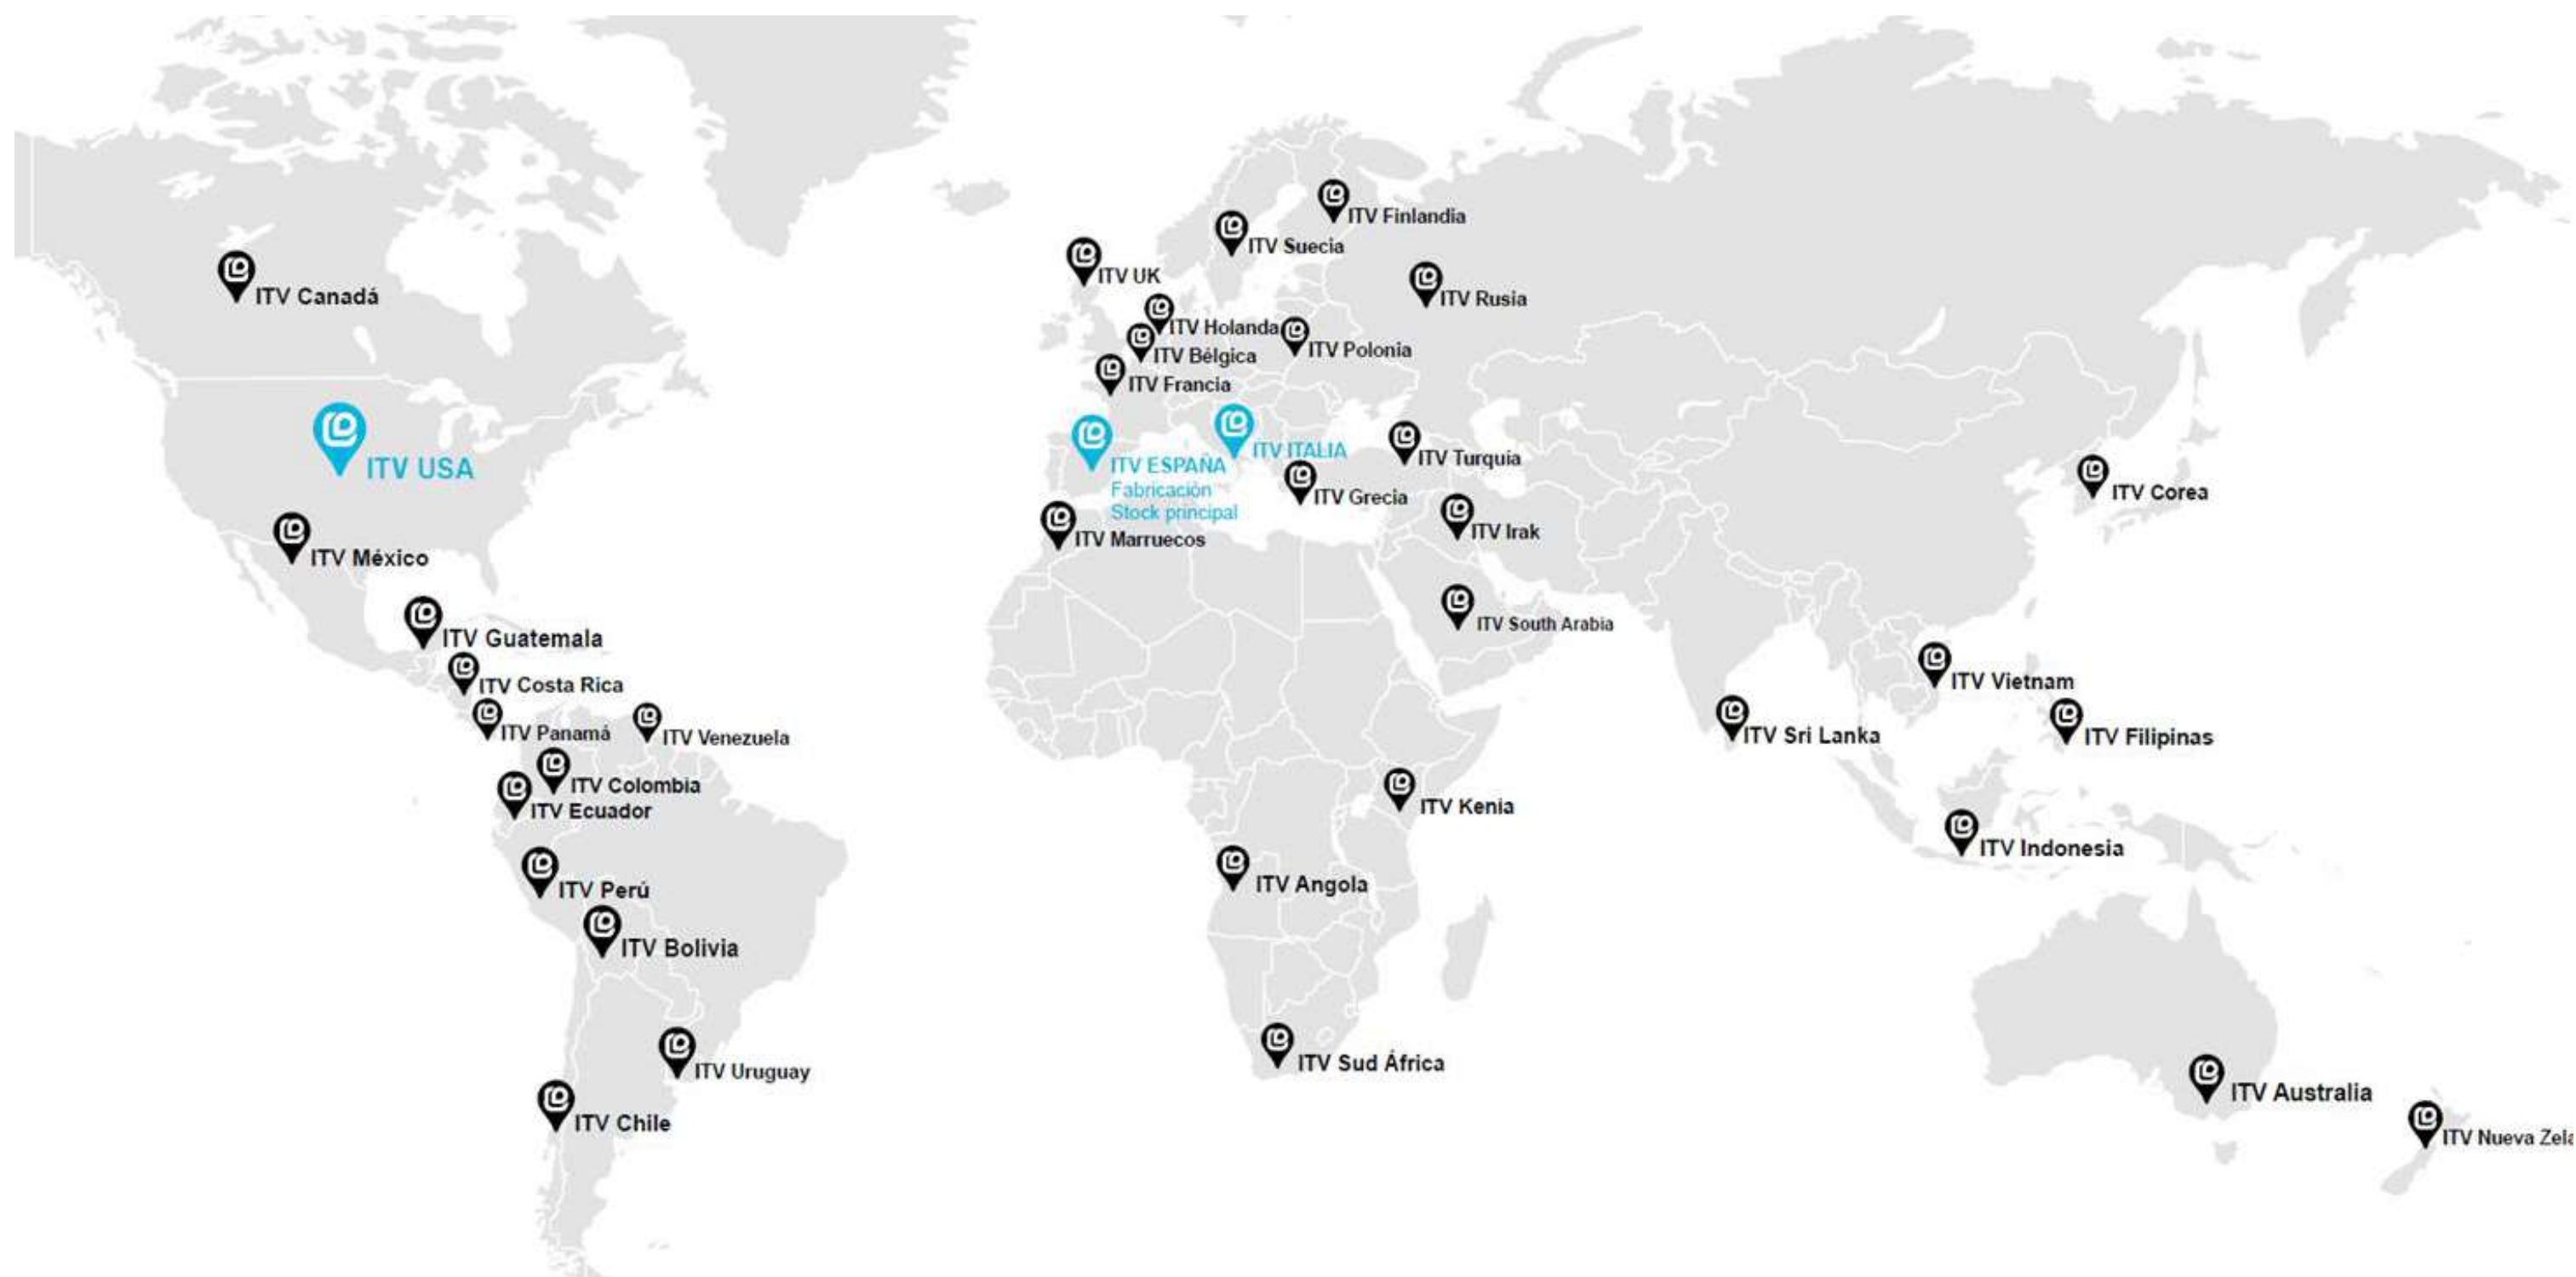 ITV Finlandia
ITV Suecia
ITV UK
ITV Canadá
ITV Rusia
ITV Holanda
ITV Polonia
ITV Bélgica
ITV Francia
ITV ITALIA
ITV Turquia
ITV ESPAÑA
Fabricación
Stock principal
ITV USA
ITV Corea
ITV Grecia
ITV Irak
ITV Marruecos
ITV México
ITV South Arabia
ITV Guatemala
ITV Vietnam
ITV Costa Rica
ITV Panamá
ITV Venezuela
ITV Sri Lanka
ITV Filipinas
ITV Colombia
ITV Kenia
ITV Ecuador
ITV Indonesia
ITV Angola
ITV Perú
ITV Bolivia
ITV Sud África
ITV Uruguay
ITV Australia
ITV Chile
ITV Nueva Zela